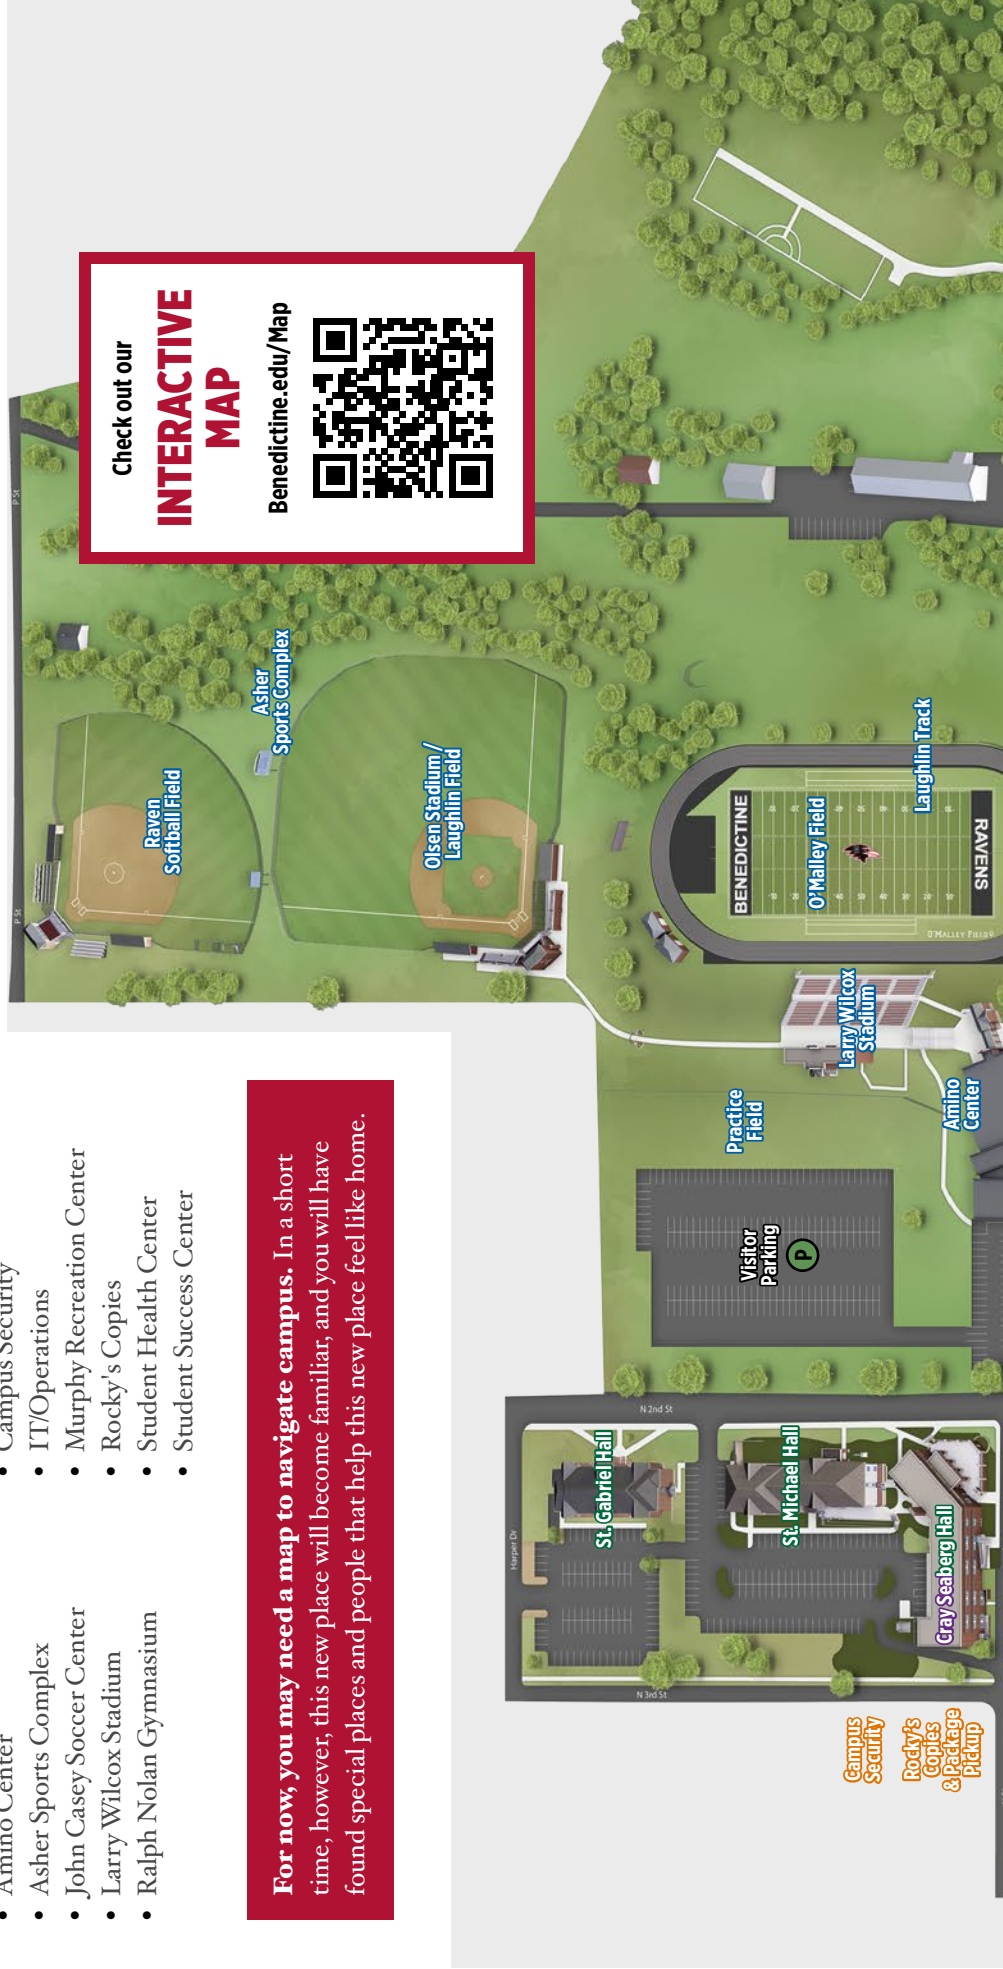 Amino Center
Asher Sports Complex
John Casey Soccer Center
Larry Wilcox Stadium
Ralph Nolan Gymnasium
Campus Security
IT/Operations
Murphy Recreation Center
Rocky's Copies
Student Health Center
Student Success Center
For now, you may need a map to navigate campus. In a short
time, however, this new place will become familiar, and you will have
found special places and people that help this new place feel like home.
Check out our
INTERACTIVE
MAP
Benedictine.edu/Map
P St
P St
Raven
Softball Field
Asher
Sports Complex
Olsen Stadium/
Laughlin Field
Harper Dr
N 2nd St
N 3rd St
St. Gabriel Hall
Visitor
Parking
P
Practice
Field
BENEDICTINE
O'Malley Field
O'MALLEY FIELD
RAVENS
Laughlin Track
Larry Wilcox
Stadium
Amino
Center
St. Michael Hall
Cray Seaberg Hall
Campus
Security
Rocky's
Copies
& Package
Pickup